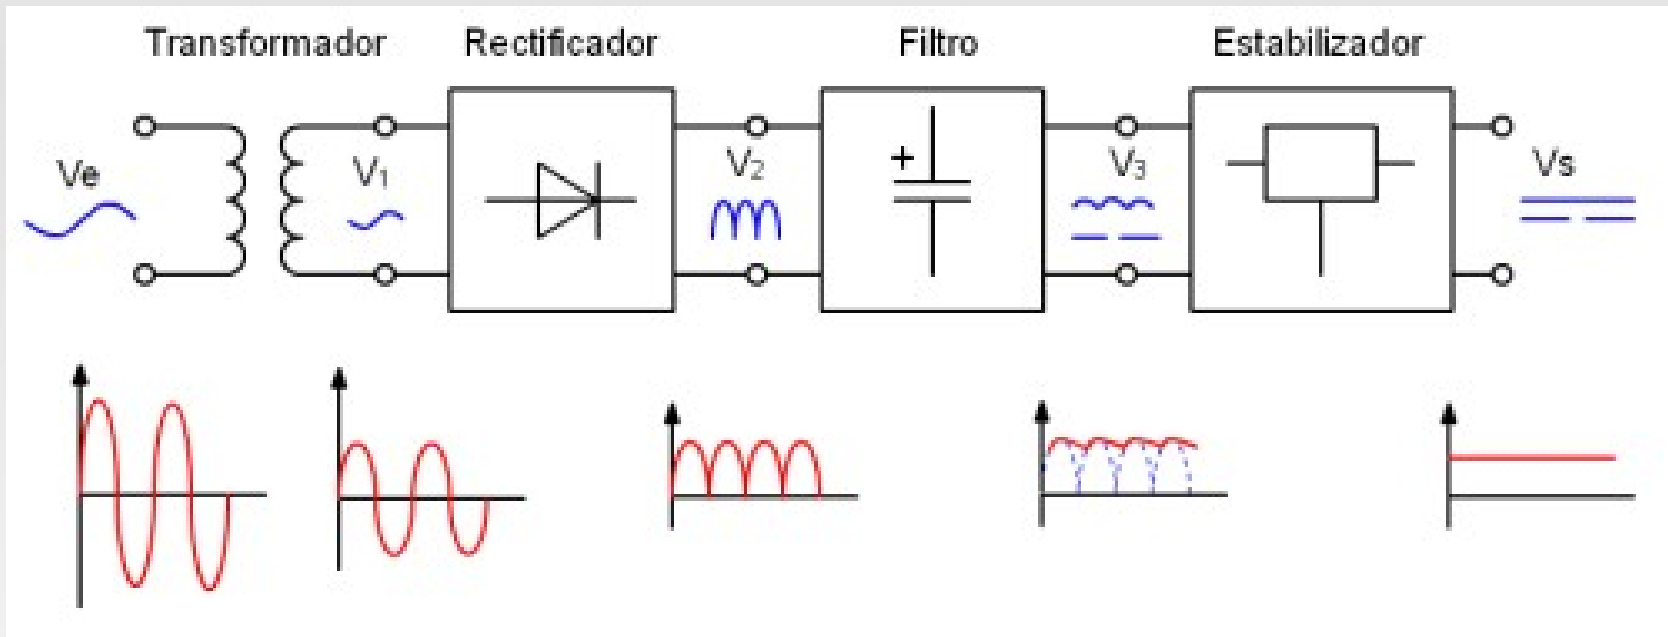 Transformador Rectificador Filtro Estabilizador
Ve V₁ V₂ + V₃ Vs